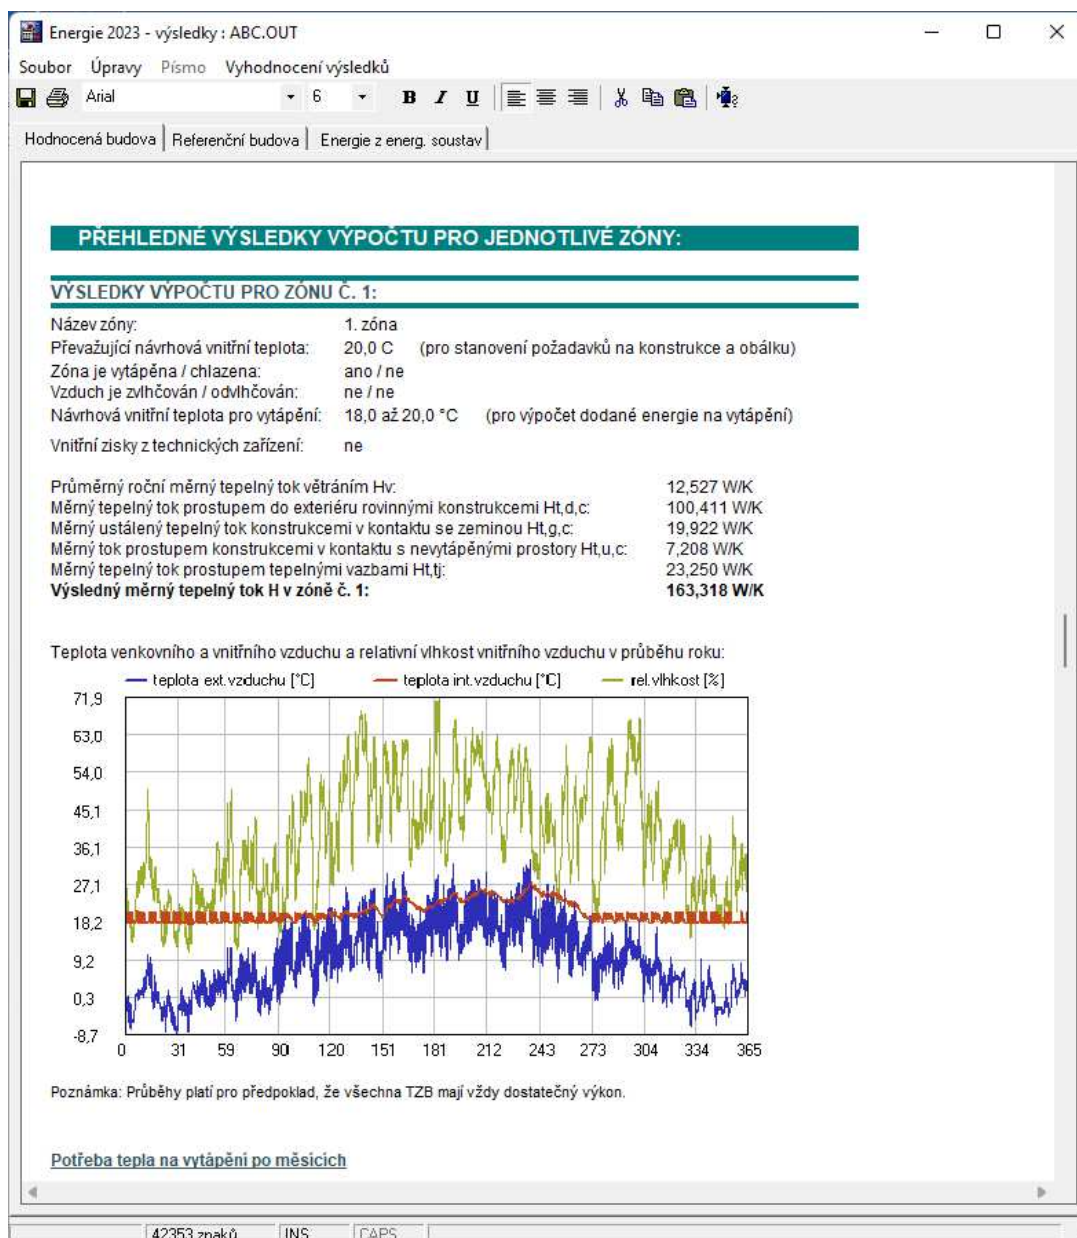 Energie 2023 - výsledky : ABC.OUT
Soubor Úpravy Písmo Vyhodnocení výsledků
Arial 6 B I U
Hodnocená budova Referenční budova Energie z energ. soustav
PŘEHLEDNÉ VÝSLEDKY VÝPOČTU PRO JEDNOTLIVÉ ZÓNY:
VÝSLEDKY VÝPOČTU PRO ZÓNU Č. 1:
Název zóny: 1. zóna
Převažující návrhová vnitřní teplota: 20,0 C (pro stanovení požadavků na konstrukce a obálku)
Zóna je vytápěna / chlazena: ano / ne
Vzduch je zvlhčován / odvlhčován: ne / ne
Návrhová vnitřní teplota pro vytápění: 18,0 až 20,0 °C (pro výpočet dodané energie na vytápění)
Vnitřní zisky z technických zařízení: ne
Průměrný roční měrný tepelný tok větráním Hv: 12,527 W/K
Měrný tepelný tok prostupem do exteriéru rovinnými konstrukcemi Ht,d,c: 100,411 W/K
Měrný ustálený tepelný tok konstrukcemi v kontaktu se zeminou Ht,g,c: 19,922 W/K
Měrný tok prostupem konstrukcemi v kontaktu s nevytápěnými prostory Ht,u,c: 7,208 W/K
Měrný tepelný tok prostupem tepelnými vazbami Ht,tj: 23,250 W/K
Výsledný měrný tepelný tok H v zóně č. 1: 163,318 W/K
Teplota venkovního a vnitřního vzduchu a relativní vlhkost vnitřního vzduchu v průběhu roku:
teplota ext.vzduchu [°C] teplota int.vzduchu [°C] rel.vlhkost [%]
71,9
63,0
54,0
45,1
36,1
27,1
18,2
9,2
0,3
-8,7
0 31 59 90 120 151 181 212 243 273 304 334 365
Poznámka: Průběhy platí pro předpoklad, že všechna TZB mají vždy dostatečný výkon.
Potřeba tepla na vytápění po měsících
42353 znaků INS CAPS